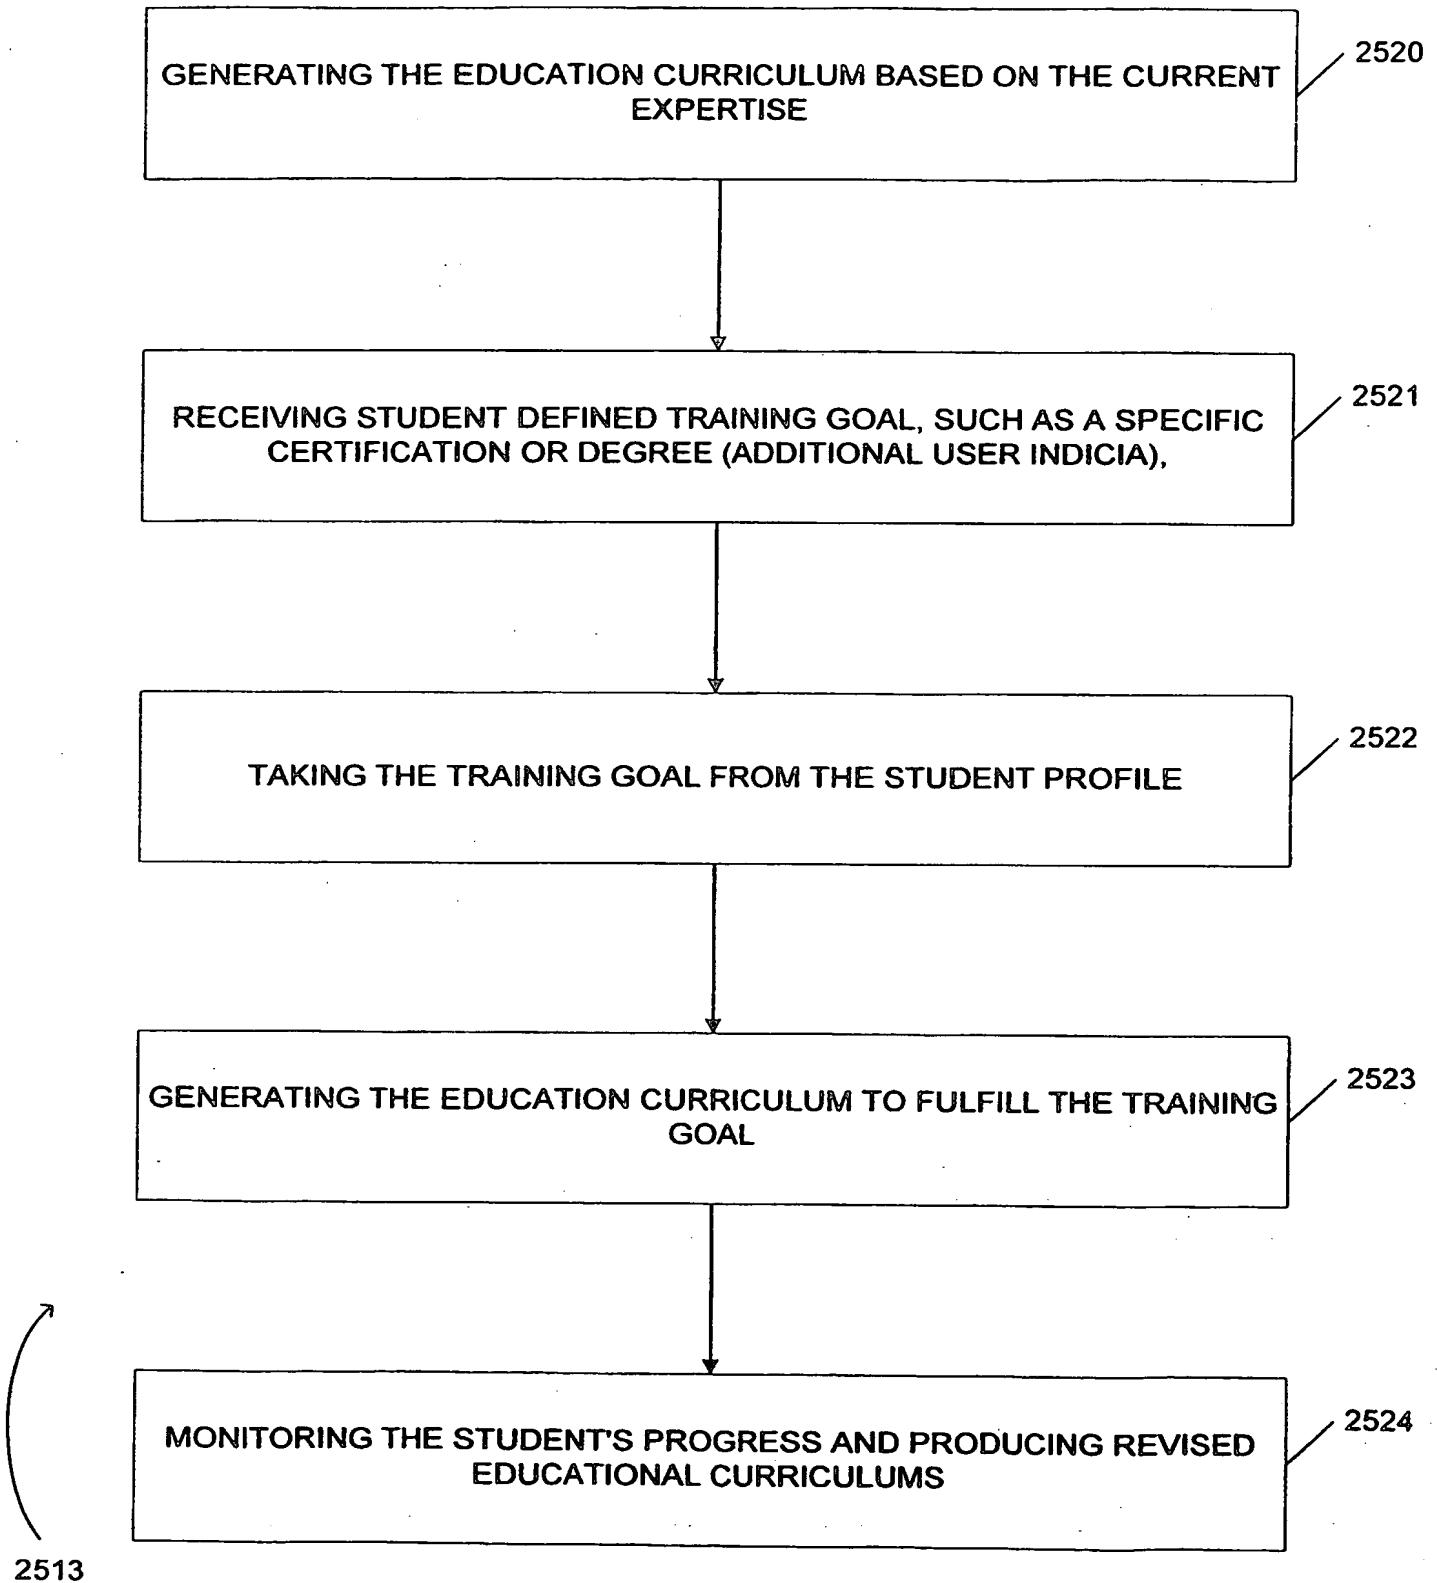 2520
GENERATING THE EDUCATION CURRICULUM BASED ON THE CURRENT
EXPERTISE
2521
RECEIVING STUDENT DEFINED TRAINING GOAL, SUCH AS A SPECIFIC
CERTIFICATION OR DEGREE (ADDITIONAL USER INDICIA),
2522
TAKING THE TRAINING GOAL FROM THE STUDENT PROFILE
2523
GENERATING THE EDUCATION CURRICULUM TO FULFILL THE TRAINING
GOAL
2524
MONITORING THE STUDENT'S PROGRESS AND PRODUCING REVISED
EDUCATIONAL CURRICULUMS
2513